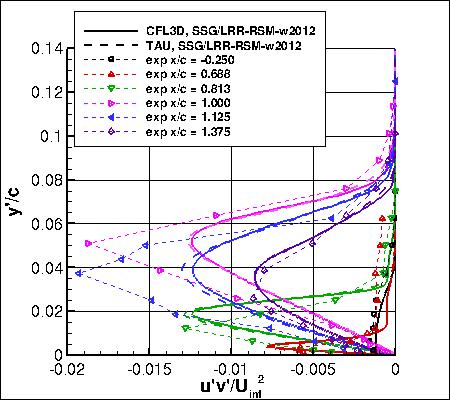 CFL3D, SSG/LRR-RSM-w2012
TAU, SSG/LRR-RSM-w2012
exp x/c = -0.250
exp x/c = 0.688
exp x/c = 0.813
exp x/c = 1.000
exp x/c = 1.125
exp x/c = 1.375
0.14
0.12
0.1
0.08
0.06
0.04
0.02
0
y'/c
-0.02
-0.015
-0.01
-0.005
0
u'v'/U_inf^2